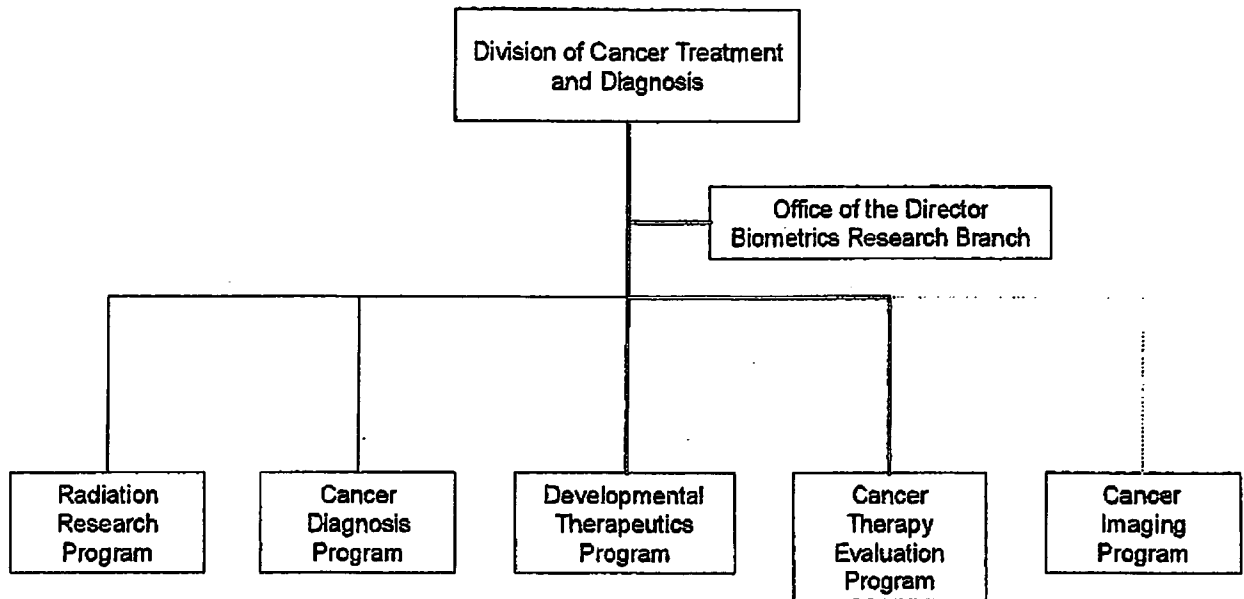 Division of Cancer Treatment
and Diagnosis
Office of the Director
Biometrics Research Branch
Radiation
Research
Program
Cancer
Diagnosis
Program
Developmental
Therapeutics
Program
Cancer
Therapy
Evaluation
Program
Cancer
Imaging
Program